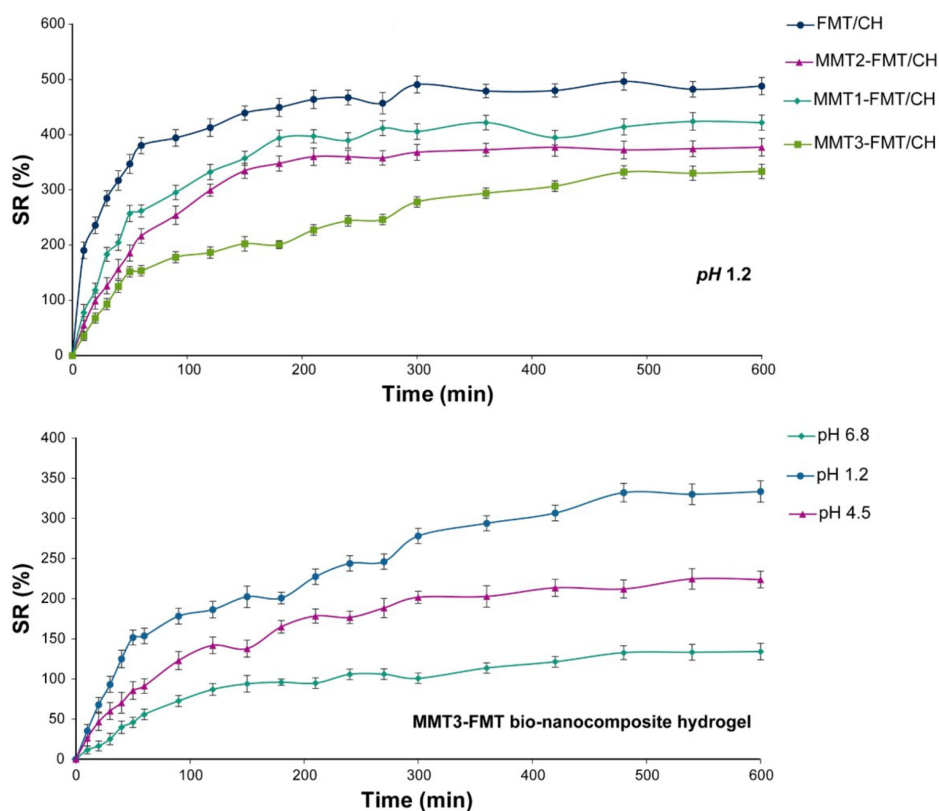 600
500
400
300
200
100
0
SR (%)
0
100
200
300
400
500
600
Time (min)
pH 1.2
FMT/CH
MMT2-FMT/CH
MMT1-FMT/CH
MMT3-FMT/CH
400
350
300
250
200
150
100
50
0
SR (%)
0
100
200
300
400
500
600
Time (min)
MMT3-FMT bio-nanocomposite hydrogel
pH 6.8
pH 1.2
pH 4.5